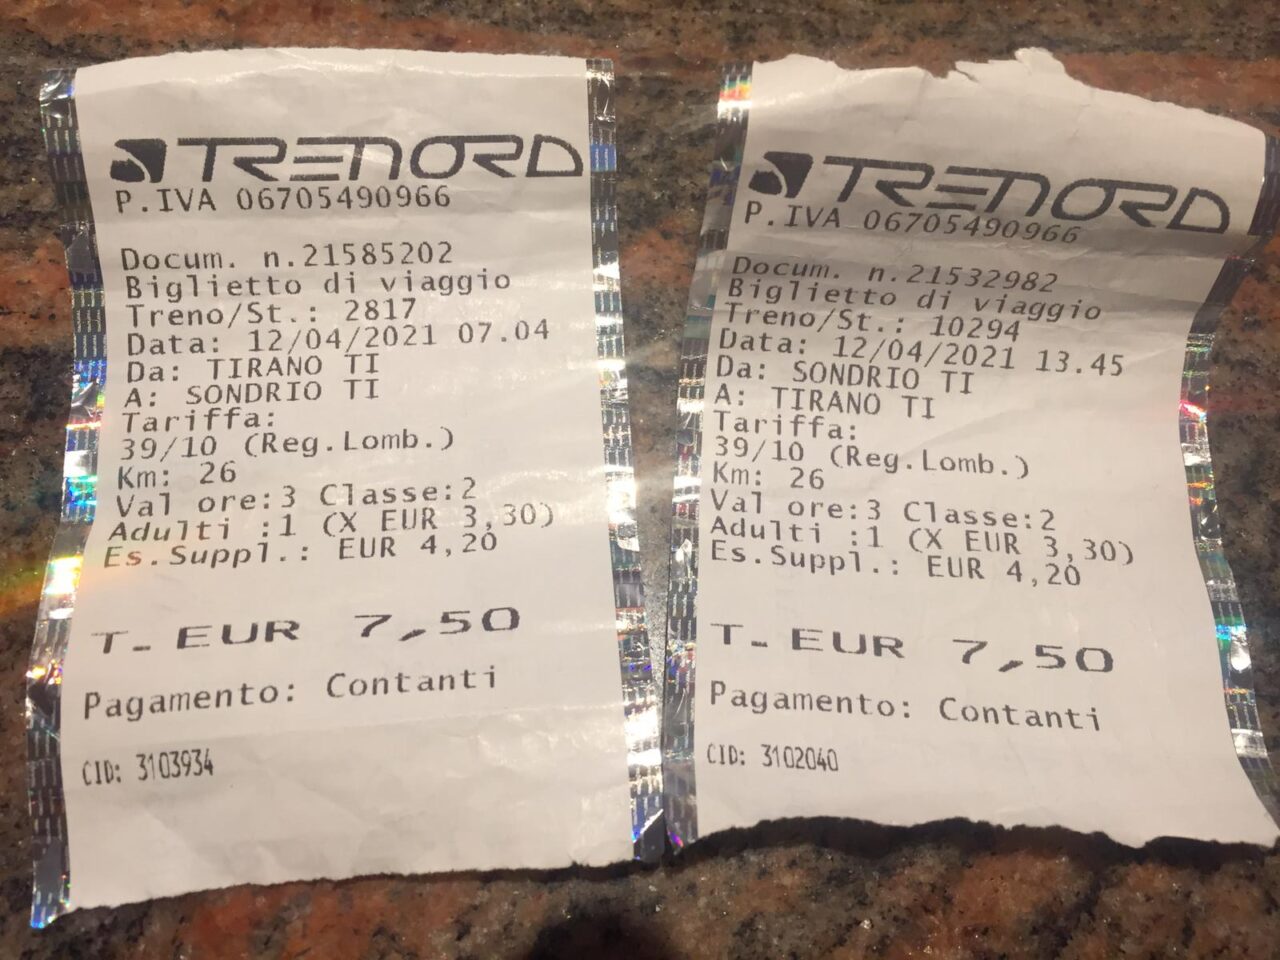 TRENORD
P.IVA 06705490966
Docum. n.21585202
Biglietto di viaggio
Treno/St.: 2817
Data: 12/04/2021 07.04
Da: TIRANO TI
A: SONDRIO TI
Tariffa:
39/10 (Reg.Lomb.)
Km: 26
Val ore:3 Classe:2
Adulti :1 (X EUR 3,30)
Es.Suppl.: EUR 4,20
T. EUR 7,50
Pagamento: Contanti
CID: 3103934
TRENORD
P.IVA 06705490966
Docum. n.21532982
Biglietto di viaggio
Treno/St.: 10294
Data: 12/04/2021 13.45
Da: SONDRIO TI
A: TIRANO TI
Tariffa:
39/10 (Reg.Lomb.)
Km: 26
Val ore:3 Classe:2
Adulti :1 (X EUR 3,30)
Es.Suppl.: EUR 4,20
T. EUR 7,50
Pagamento: Contanti
CID: 3102040